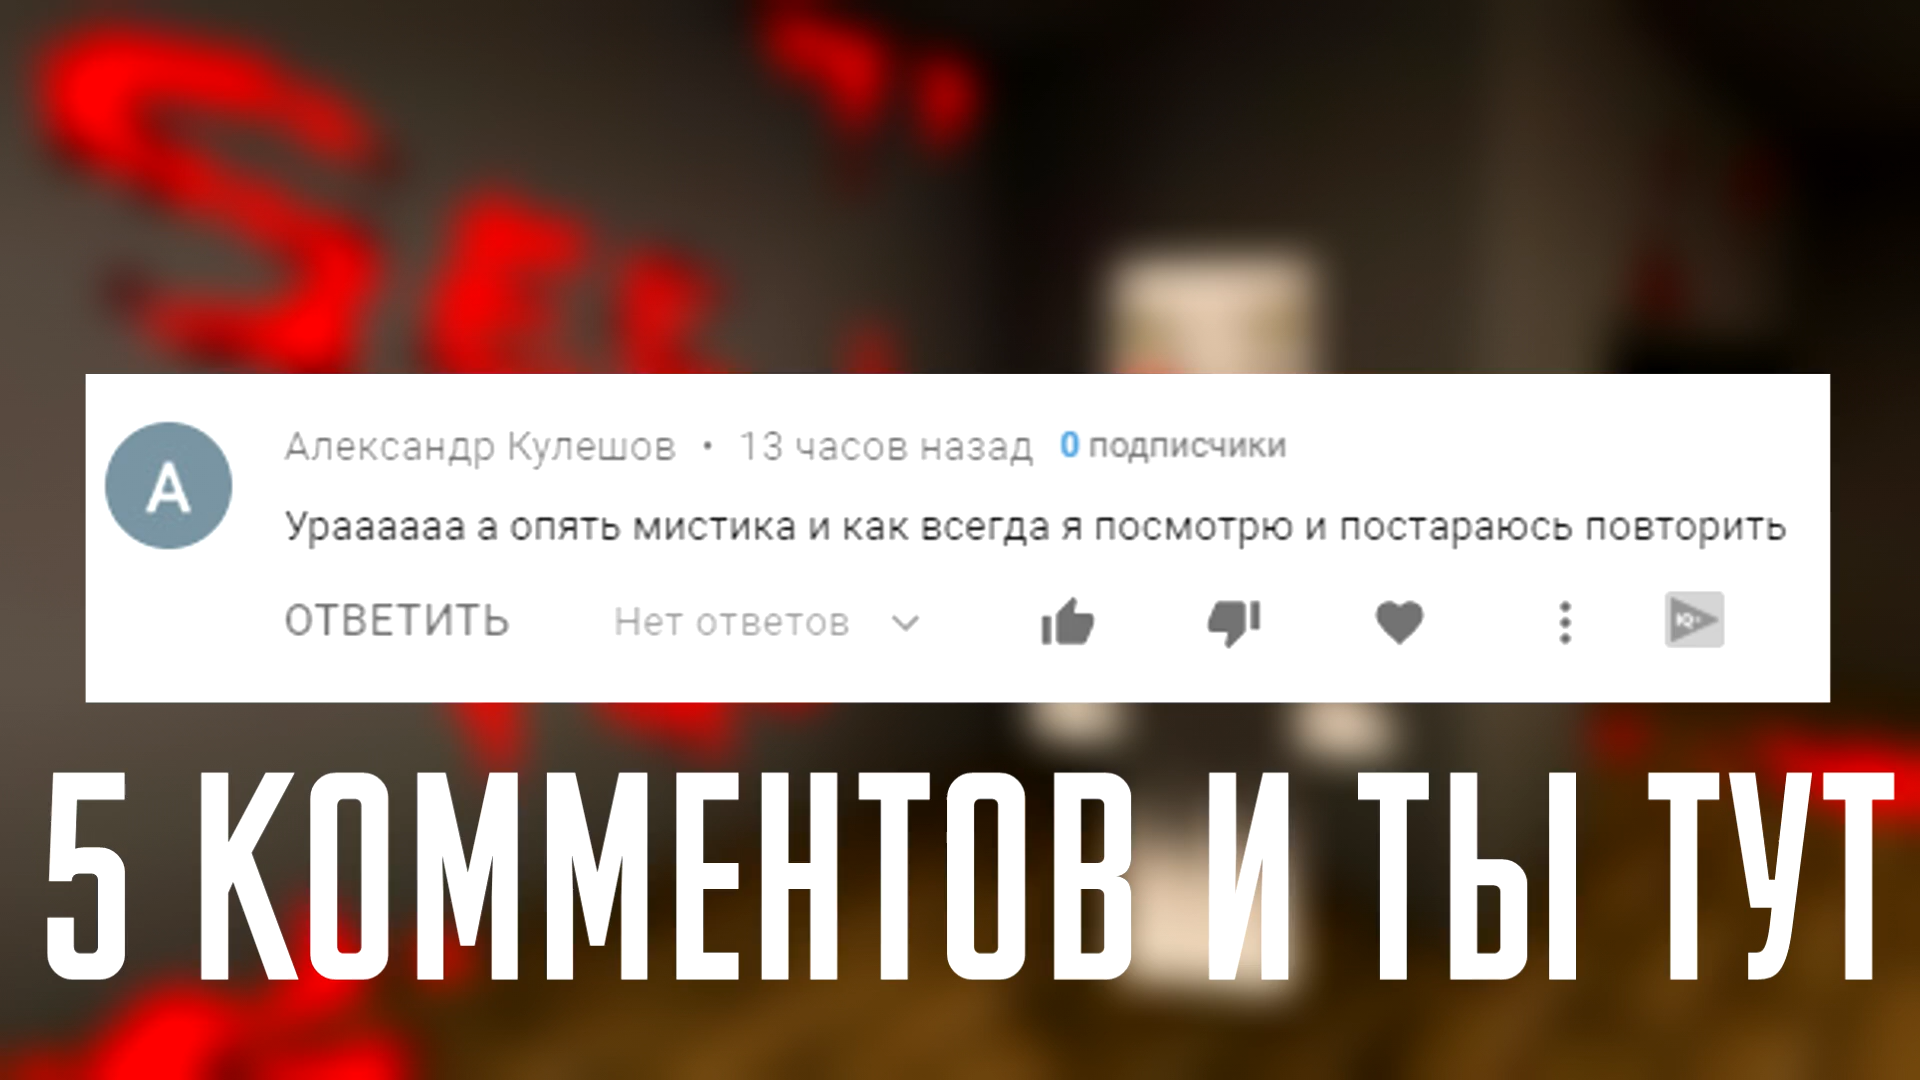 А
Александр Кулешов • 13 часов назад 0 подписчики
Ураааааа а опять мистика и как всегда я посмотрю и постараюсь повторить
ОТВЕТИТЬ Нет ответов
5 КОММЕНТОВ И ТЫ ТУТ